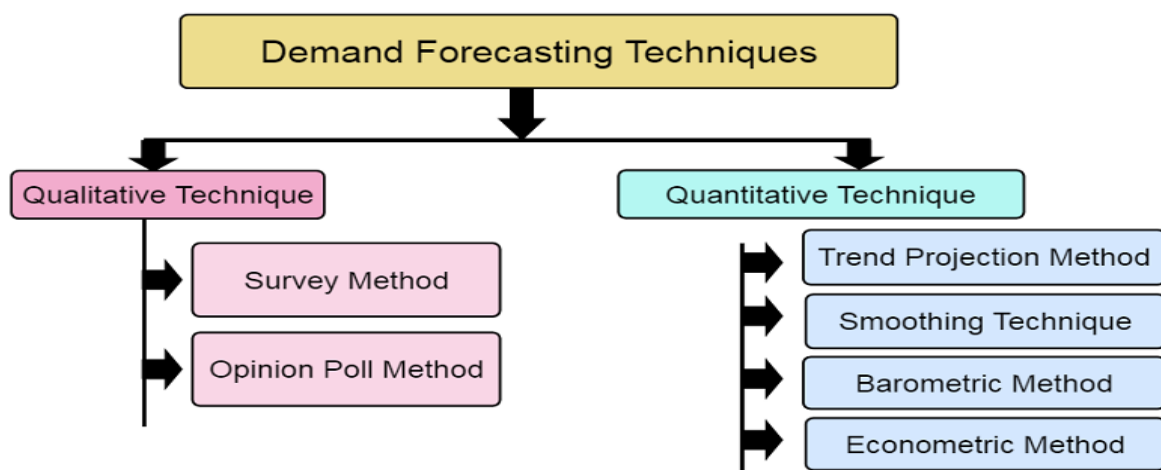 Demand Forecasting Techniques
Qualitative Technique
Survey Method
Opinion Poll Method
Quantitative Technique
Trend Projection Method
Smoothing Technique
Barometric Method
Econometric Method